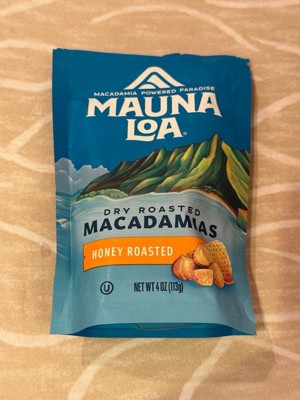 MACADAMIA POWERED PARADISE
MAUNA
LOA®
DRY ROASTED
MACADAMIAS
HONEY ROASTED
U
NET WT 4 OZ (113g)